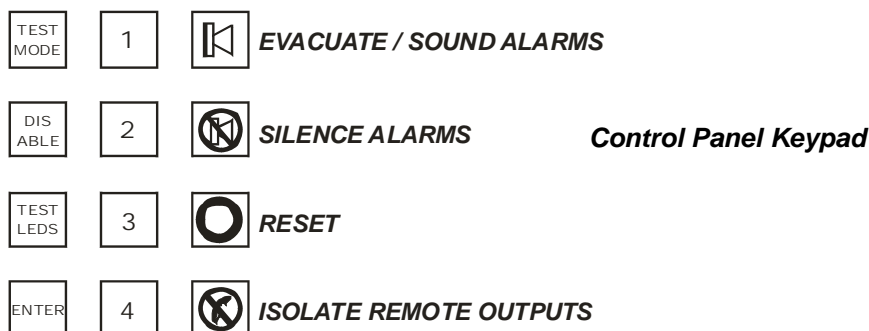 TEST
MODE
1
EVACUATE / SOUND ALARMS
DIS
ABLE
2
SILENCE ALARMS
Control Panel Keypad
TEST
LEDS
3
RESET
ENTER
4
ISOLATE REMOTE OUTPUTS